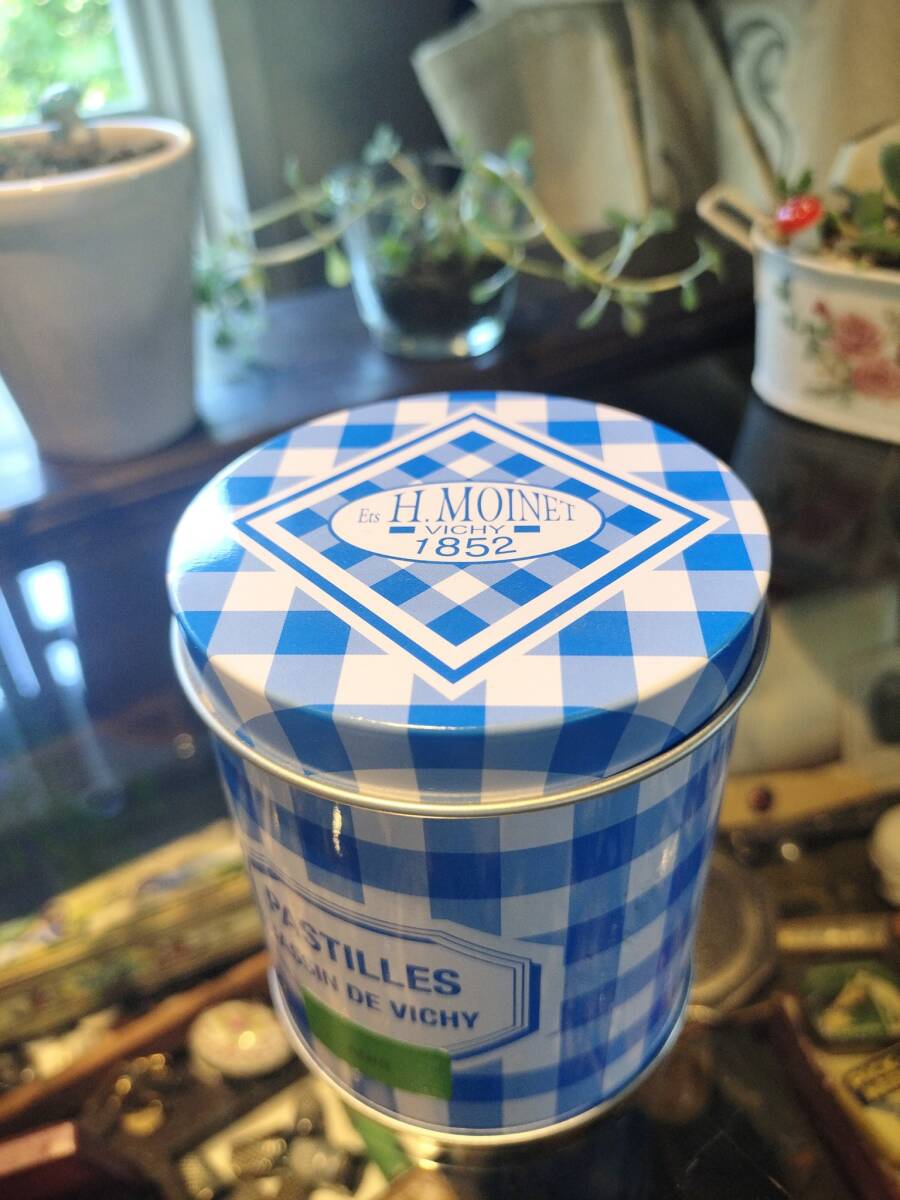 Ets H. MOINET
VICHY
1852
PASTILLES
DE VICHY